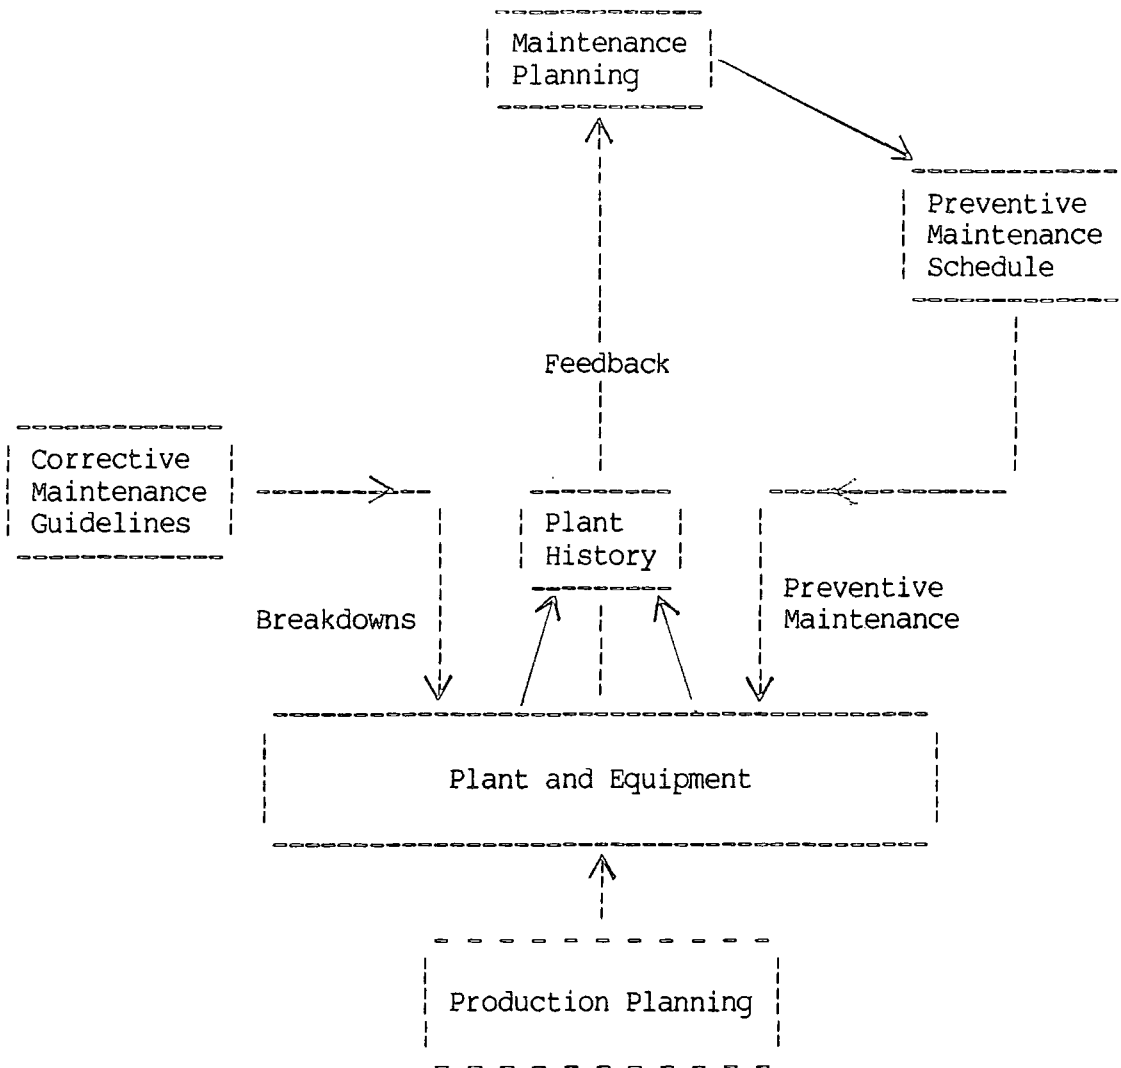 Maintenance
Planning
Preventive
Maintenance
Schedule
Feedback
Corrective
Maintenance
Guidelines
Plant
History
Breakdowns
Preventive
Maintenance
Plant and Equipment
Production Planning